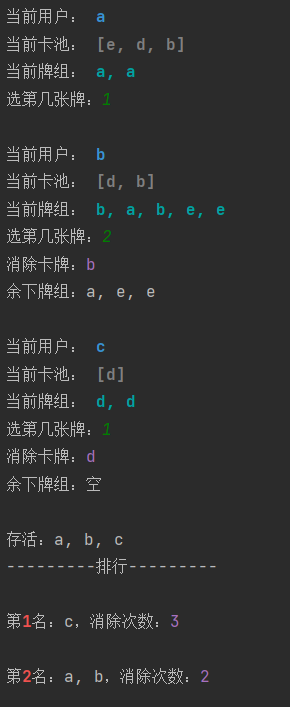 当前用户： a
当前卡池： [e, d, b]
当前牌组： a, a
选第几张牌：1
当前用户： b
当前卡池： [d, b]
当前牌组： b, a, b, e, e
选第几张牌：2
消除卡牌：b
余下牌组：a, e, e
当前用户： c
当前卡池： [d]
当前牌组： d, d
选第几张牌：1
消除卡牌：d
余下牌组：空
存活：a, b, c
---------排行---------
第1名：c，消除次数：3
第2名：a, b，消除次数：2